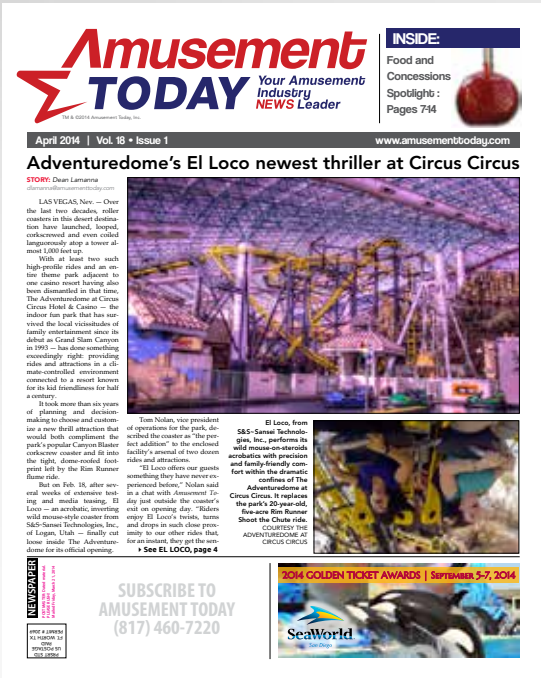 Amusement
TODAY
Your Amusement
Industry
NEWS Leader
TM & ©2014 Amusement Today, Inc.
INSIDE:
Food and
Concessions
Spotlight :
Pages 7-14
April 2014 | Vol. 18 • Issue 1
www.amusementtoday.com
Adventuredome's El Loco newest thriller at Circus Circus
STORY: Dean Lamanna
dlamanna@amusementtoday.com
LAS VEGAS, Nev. — Over
the last two decades, roller
coasters in this desert destina-
tion have launched, looped,
corkscrewed and even coiled
languorously atop a tower al-
most 1,000 feet up.
With at least two such
high-profile rides and an en-
tire theme park adjacent to
one casino resort having also
been dismantled in that time,
The Adventuredome at Circus
Circus Hotel & Casino — the
indoor fun park that has sur-
vived the local vicissitudes of
family entertainment since its
debut as Grand Slam Canyon
in 1993 — has done something
exceedingly right: providing
rides and attractions in a cli-
mate-controlled environment
connected to a resort known
for its kid friendliness for half
a century.
It took more than six years
of planning and decision-
making to choose and custom-
ize a new thrill attraction that
would both compliment the
park's popular Canyon Blaster
corkscrew coaster and fit into
the tight, dome-roofed foot-
print left by the Rim Runner
flume ride.
But on Feb. 18, after sev-
eral weeks of extensive test-
ing and media teasing, El
Loco — an acrobatic, inverting
wild mouse-style coaster from
S&S-Sansei Technologies, Inc.,
of Logan, Utah — finally cut
loose inside The Adventure-
dome for its official opening.
Tom Nolan, vice president
of operations for the park, de-
scribed the coaster as "the per-
fect addition" to the enclosed
facility's arsenal of two dozen
rides and attractions.
"El Loco offers our guests
something they have never ex-
perienced before," Nolan said
in a chat with Amusement To-
day just outside the coaster's
exit on opening day. "Riders
enjoy El Loco's twists, turns
and drops in such close prox-
imity to our other rides that,
for an instant, they get the sen-
See EL LOCO, page 4
El Loco, from
S&S–Sansei Technolo-
gies, Inc., performs its
wild mouse-on-steroids
acrobatics with precision
and family-friendly com-
fort within the dramatic
confines of The
Adventuredome at
Circus Circus. It replaces
the park's 20-year-old,
five-acre Rim Runner
Shoot the Chute ride.
COURTESY THE
ADVENTUREDOME AT
CIRCUS CIRCUS
NEWSPAPER
PRSRT STD
US POSTAGE
PAID
FT. WORTH TX
PERMIT # 2069
SUBSCRIBE TO
AMUSEMENT TODAY
(817) 460-7220
2014 GOLDEN TICKET AWARDS | SEPTEMBER 5-7, 2014
SeaWorld
San Diego